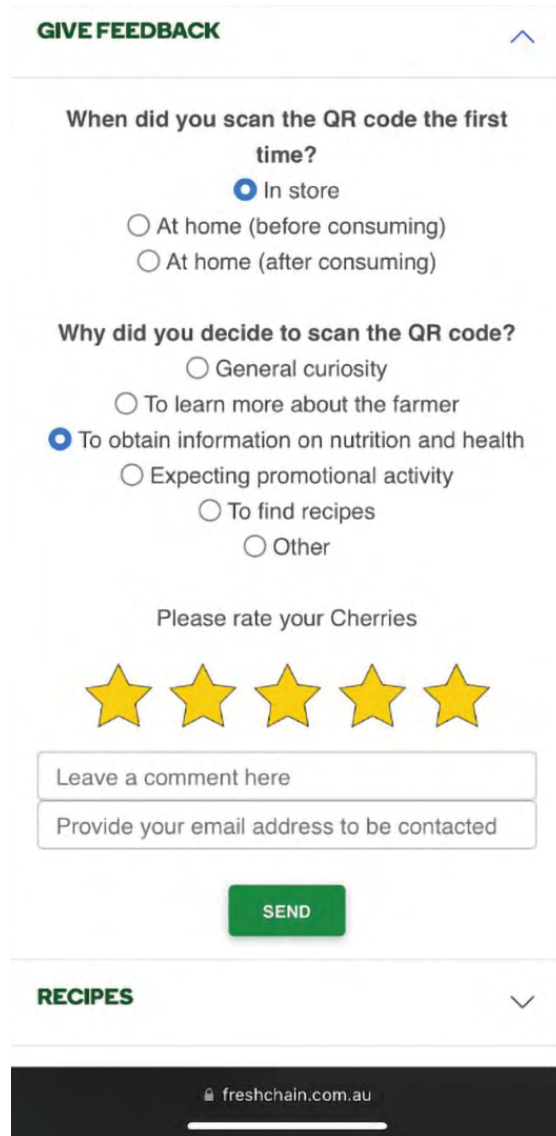 GIVE FEEDBACK
When did you scan the QR code the first
time?
In store
At home (before consuming)
At home (after consuming)
Why did you decide to scan the QR code?
General curiosity
To learn more about the farmer
To obtain information on nutrition and health
Expecting promotional activity
To find recipes
Other
Please rate your Cherries
Leave a comment here
Provide your email address to be contacted
SEND
RECIPES
freshchain.com.au